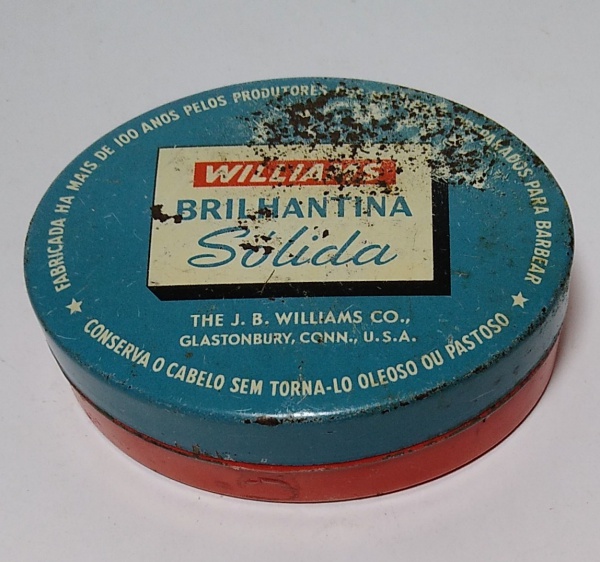 FABRICADA HA MAIS DE 100 ANOS PELOS PRODUTORES DOS PARA BARBEAR
WILLIAMS
BRILHANTINA
Sólida
THE J. B. WILLIAMS CO.,
GLASTONBURY, CONN., U.S.A.
CONSERVA O CABELO SEM TORNA-LO OLEOSO OU PASTOSO